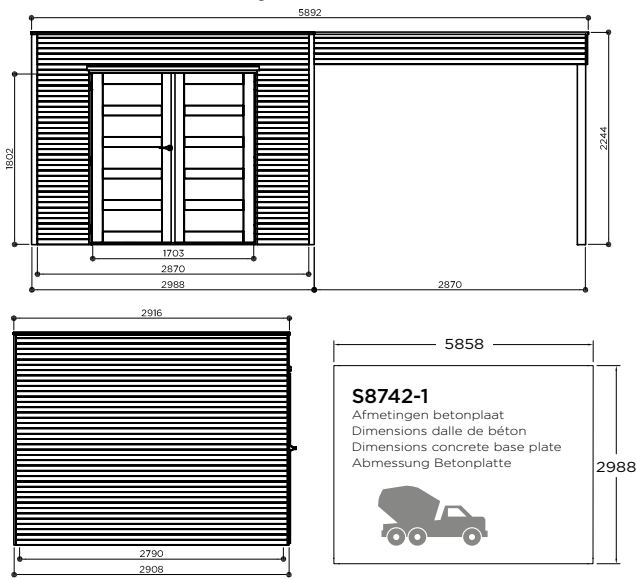 5892
1802
2244
1703
2870
2988
2870
2916
2790
2908
5858
S8742-1
Afmetingen betonplaat
Dimensions dalle de béton
Dimensions concrete base plate
Abmessung Betonplatte
2988